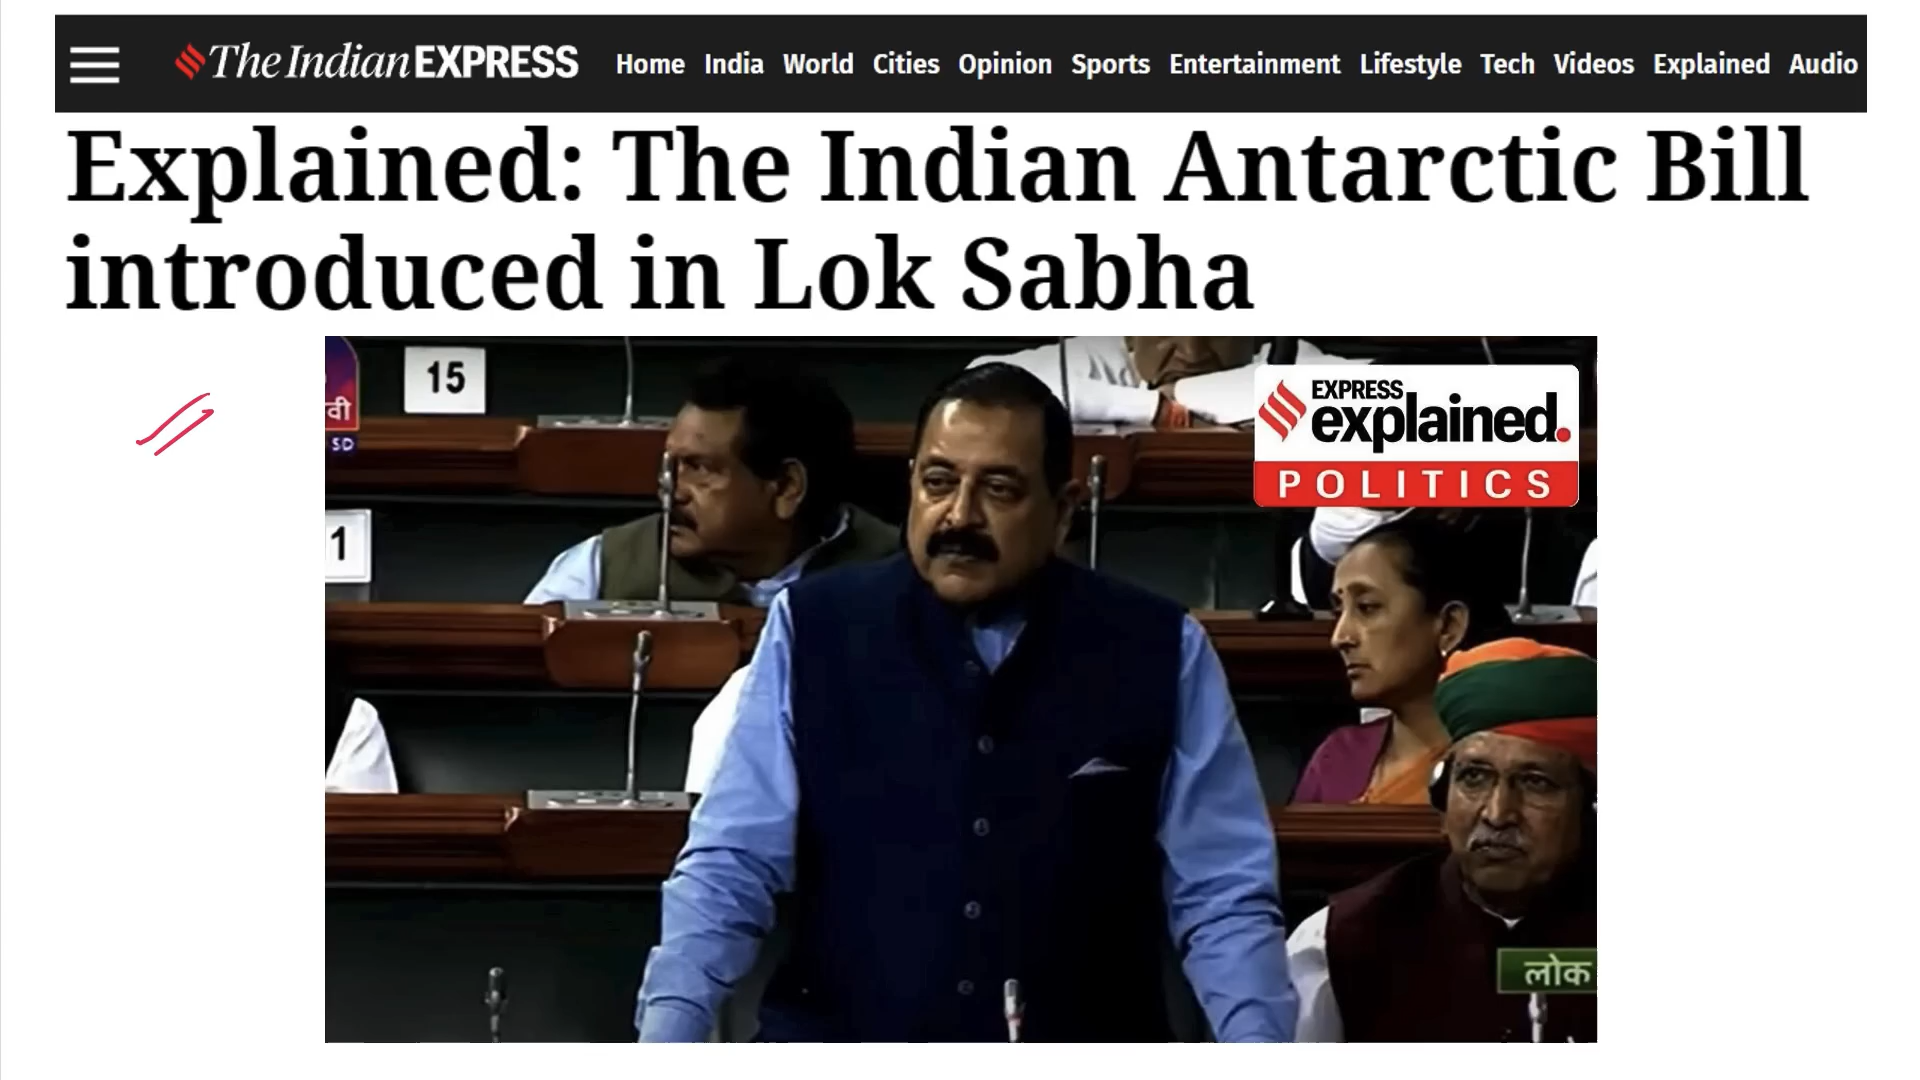 The Indian EXPRESS Home India World Cities Opinion Sports Entertainment Lifestyle Tech Videos Explained Audio
Explained: The Indian Antarctic Bill
introduced in Lok Sabha
15
वी
SD
1
EXPRESS
explained.
POLITICS
लोक